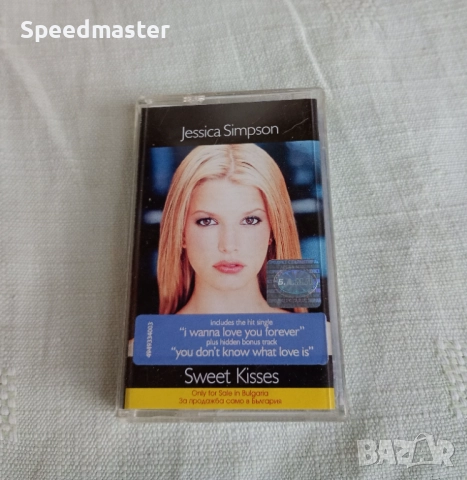 Speedmaster
Jessica Simpson
includes the hit single
"I wanna love you forever"
plus hidden bonus track
"you don't know what love is"
Sweet Kisses
Only for Sale in Bulgaria
За продажба само в България
BAZAR